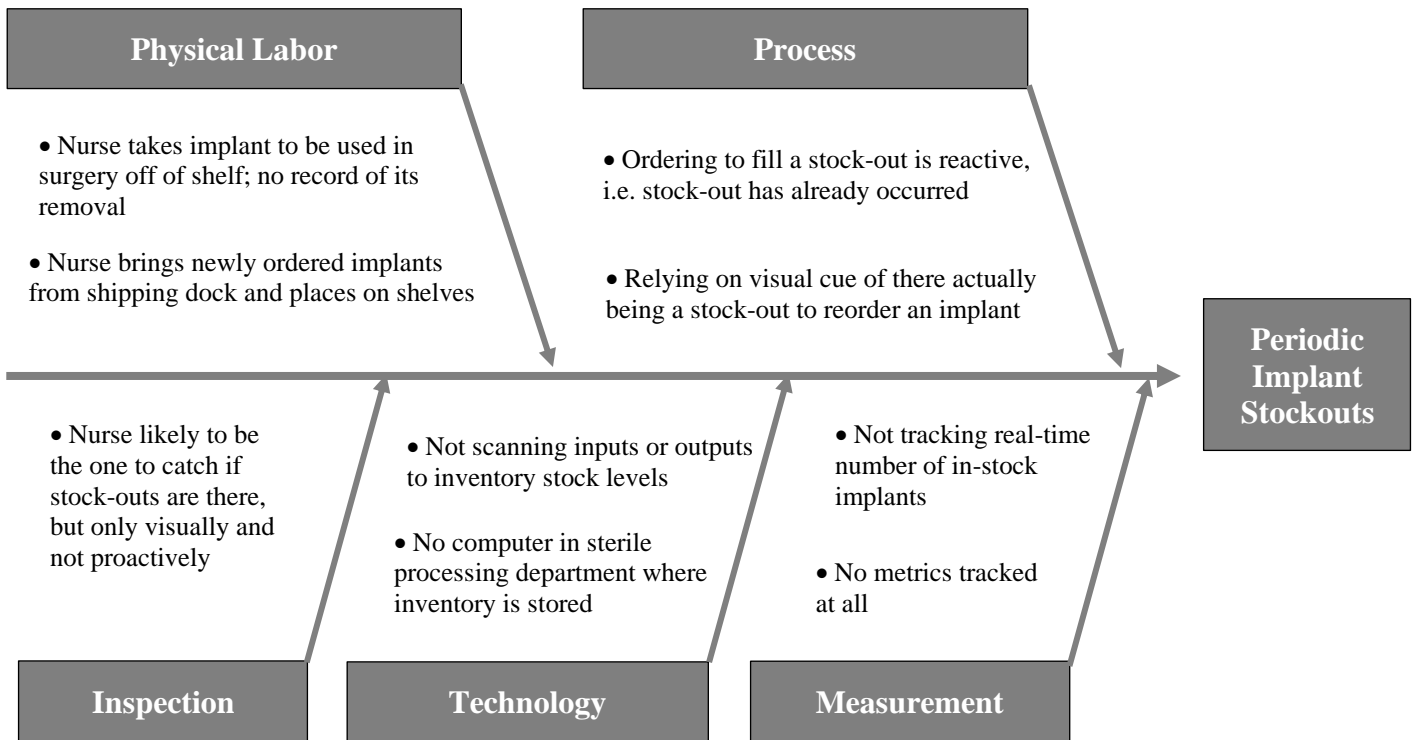 Physical Labor
Process
• Nurse takes implant to be used in
surgery off of shelf; no record of its
removal
• Nurse brings newly ordered implants
from shipping dock and places on shelves
• Ordering to fill a stock-out is reactive,
i.e. stock-out has already occurred
• Relying on visual cue of there actually
being a stock-out to reorder an implant
Periodic
Implant
Stockouts
• Nurse likely to be
the one to catch if
stock-outs are there,
but only visually and
not proactively
• Not scanning inputs or outputs
to inventory stock levels
• No computer in sterile
processing department where
inventory is stored
• Not tracking real-time
number of in-stock
implants
• No metrics tracked
at all
Inspection
Technology
Measurement